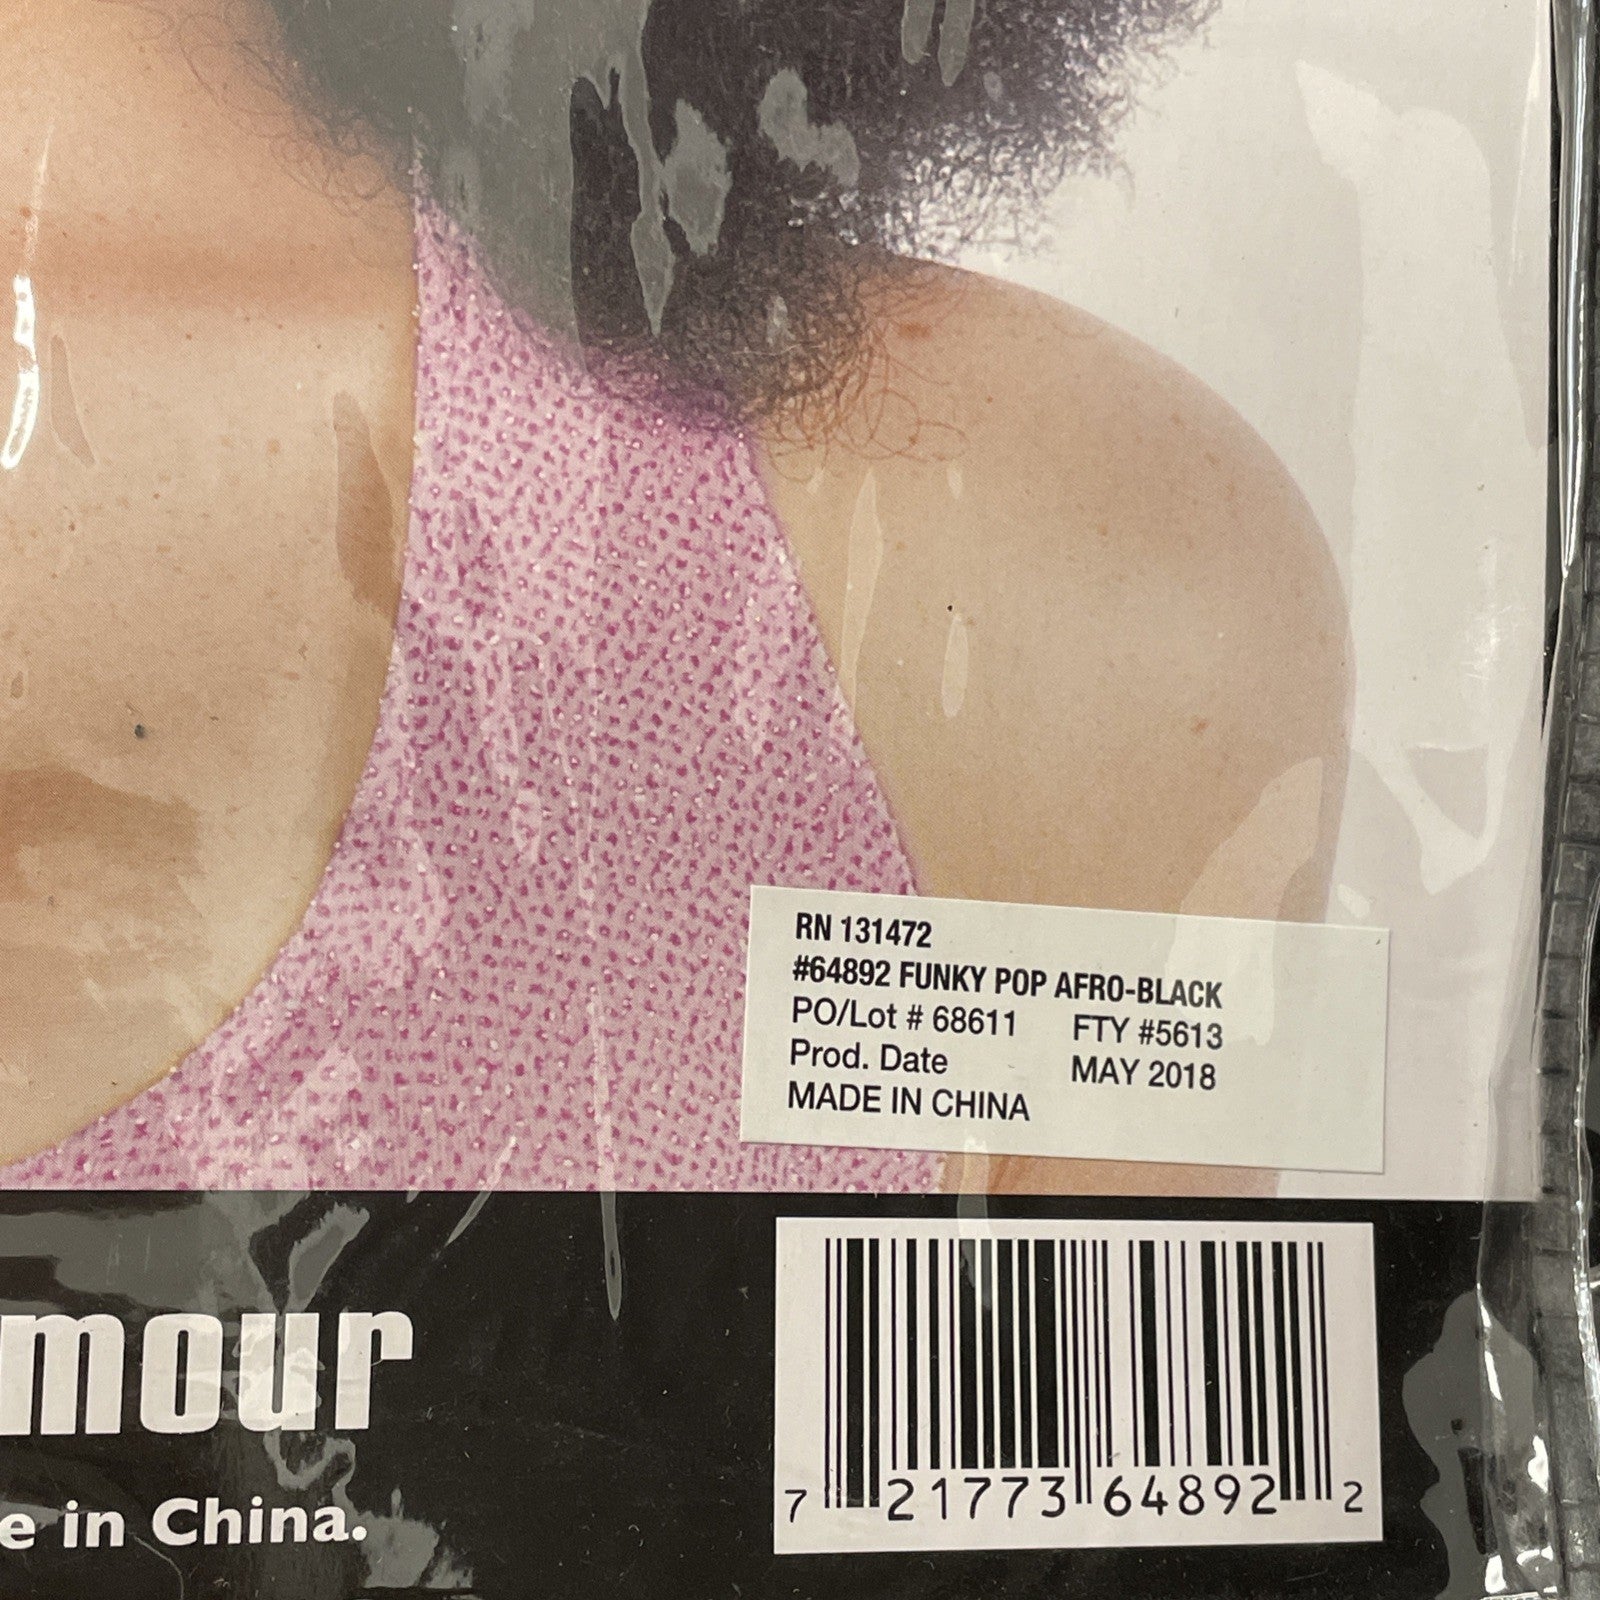 RN 131472
#64892 FUNKY POP AFRO-BLACK
PO/Lot # 68611 FTY #5613
Prod. Date MAY 2018
MADE IN CHINA
mour
e in China.
7 21773 64892 2